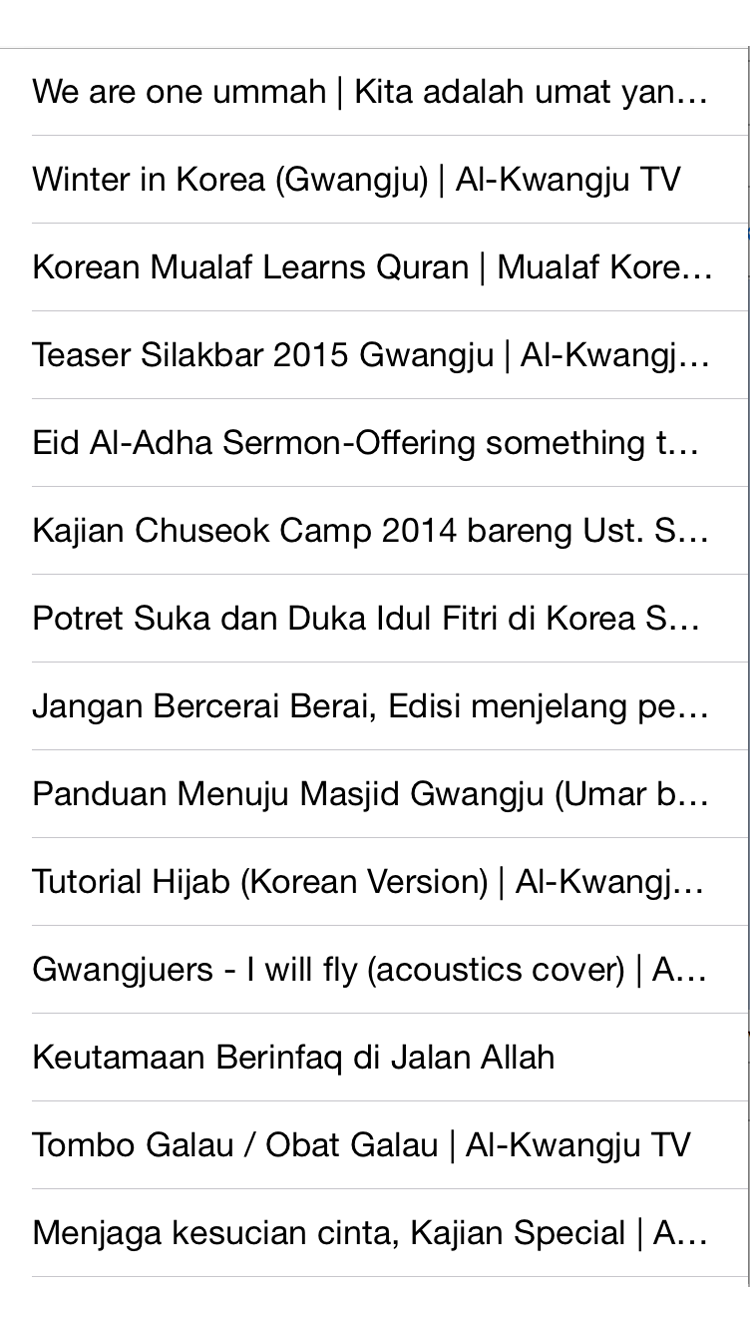 We are one ummah | Kita adalah umat yan...
Winter in Korea (Gwangju) | Al-Kwangju TV
Korean Mualaf Learns Quran | Mualaf Kore...
Teaser Silakbar 2015 Gwangju | Al-Kwangj...
Eid Al-Adha Sermon-Offering something t...
Kajian Chuseok Camp 2014 bareng Ust. S...
Potret Suka dan Duka Idul Fitri di Korea S...
Jangan Bercerai Berai, Edisi menjelang pe...
Panduan Menuju Masjid Gwangju (Umar b...
Tutorial Hijab (Korean Version) | Al-Kwangj...
Gwangjuers - I will fly (acoustics cover) | A...
Keutamaan Berinfaq di Jalan Allah
Tombo Galau / Obat Galau | Al-Kwangju TV
Menjaga kesucian cinta, Kajian Special | A...